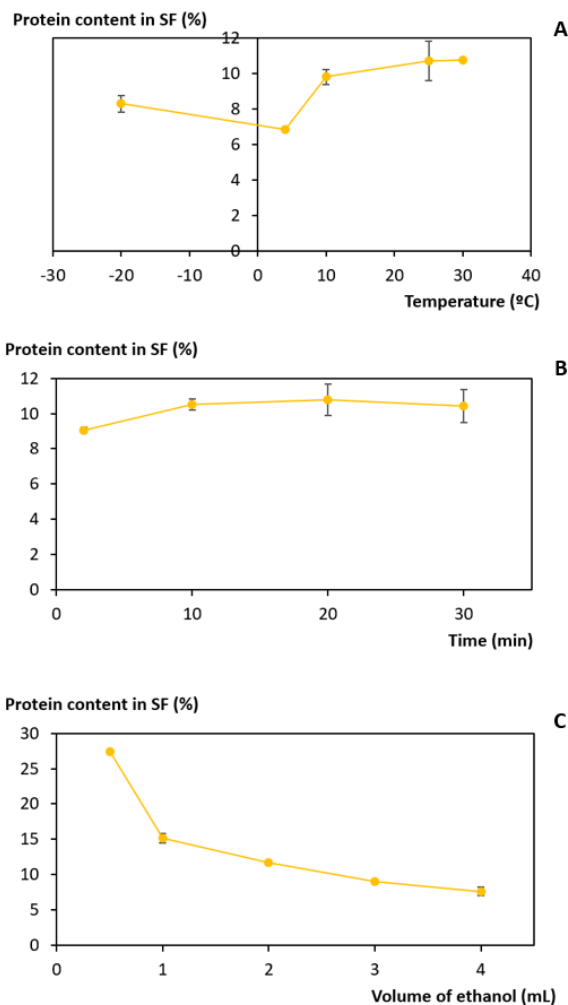 Protein content in SF (%)
A
12
10
8
6
4
2
0
-30 -20 -10 0 10 20 30 40
Temperature (ºC)
Protein content in SF (%)
B
12
10
8
6
4
2
0
0 10 20 30
Time (min)
Protein content in SF (%)
C
30
25
20
15
10
5
0
0 1 2 3 4
Volume of ethanol (mL)